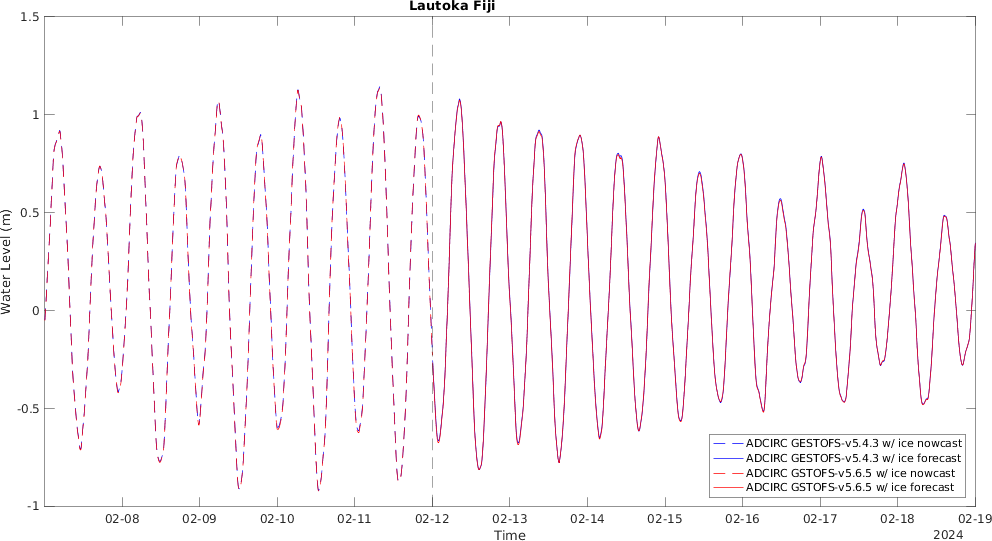 Lautoka Fiji
1.5
1
0.5
0
-0.5
-1
Water Level (m)
02-08 02-09 02-10 02-11 02-12 02-13 02-14 02-15 02-16 02-17 02-18 02-19
Time
2024
ADCIRC GESTOFS-v5.4.3 w/ ice nowcast
ADCIRC GESTOFS-v5.4.3 w/ ice forecast
ADCIRC GSTOFS-v5.6.5 w/ ice nowcast
ADCIRC GSTOFS-v5.6.5 w/ ice forecast